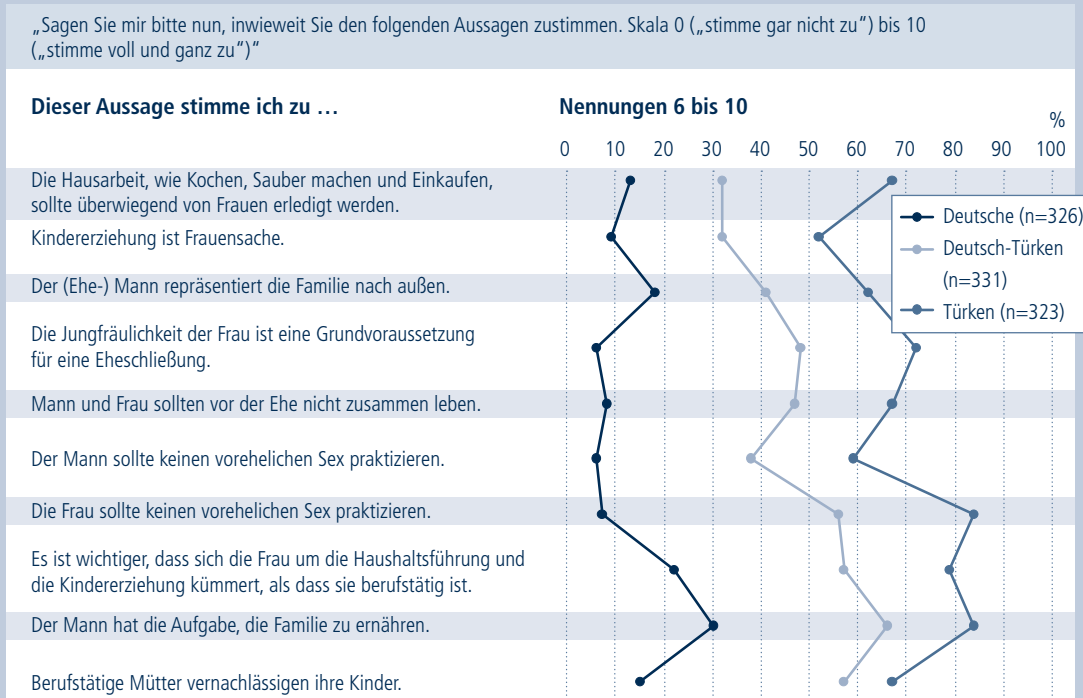 „Sagen Sie mir bitte nun, inwieweit Sie den folgenden Aussagen zustimmen. Skala 0 („stimme gar nicht zu“) bis 10
(„stimme voll und ganz zu“)“
Dieser Aussage stimme ich zu … Nennungen 6 bis 10
%
0 10 20 30 40 50 60 70 80 90 100
Die Hausarbeit, wie Kochen, Sauber machen und Einkaufen,
sollte überwiegend von Frauen erledigt werden.
Kindererziehung ist Frauensache.
Der (Ehe-) Mann repräsentiert die Familie nach außen.
Die Jungfräulichkeit der Frau ist eine Grundvoraussetzung
für eine Eheschließung.
Mann und Frau sollten vor der Ehe nicht zusammen leben.
Der Mann sollte keinen vorehelichen Sex praktizieren.
Die Frau sollte keinen vorehelichen Sex praktizieren.
Es ist wichtiger, dass sich die Frau um die Haushaltsführung und
die Kindererziehung kümmert, als dass sie berufstätig ist.
Der Mann hat die Aufgabe, die Familie zu ernähren.
Berufstätige Mütter vernachlässigen ihre Kinder.
Deutsche (n=326)
Deutsch-Türken
(n=331)
Türken (n=323)